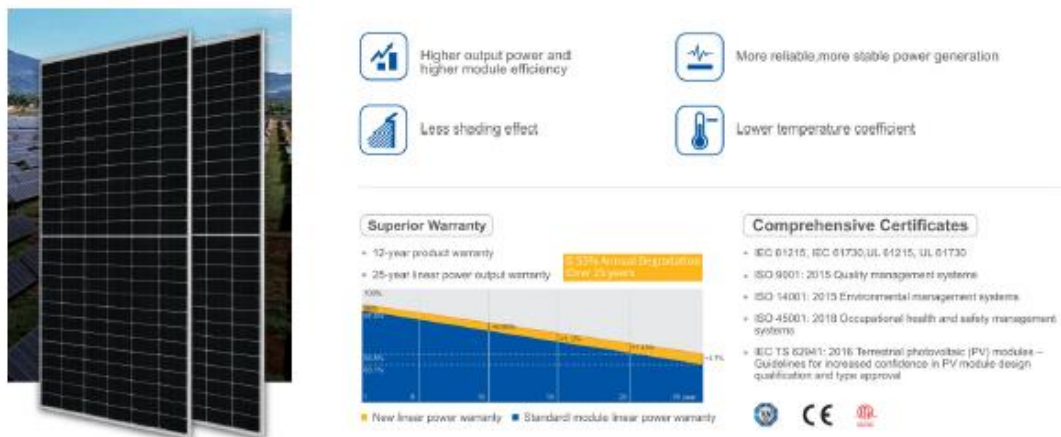 Higher output power and
higher module efficiency
More reliable,more stable power generation
Less shading effect
Lower temperature coefficient
Superior Warranty
12-year product warranty
25-year linear power output warranty
0.55% Annual Degradation
Over 25 years
100%
1
25 year
New linear power warranty
Standard module linear power warranty
Comprehensive Certificates
IEC 61215, IEC 61730,UL 61215, UL 61730
ISO 9001: 2015 Quality management systems
ISO 14001: 2015 Environmental management systems
ISO 45001: 2018 Occupational health and safety management
systems
IEC TS 62941: 2016 Terrestrial photovoltaic (PV) modules –
Guidelines for increased confidence in PV module design
qualification and type approval
CE